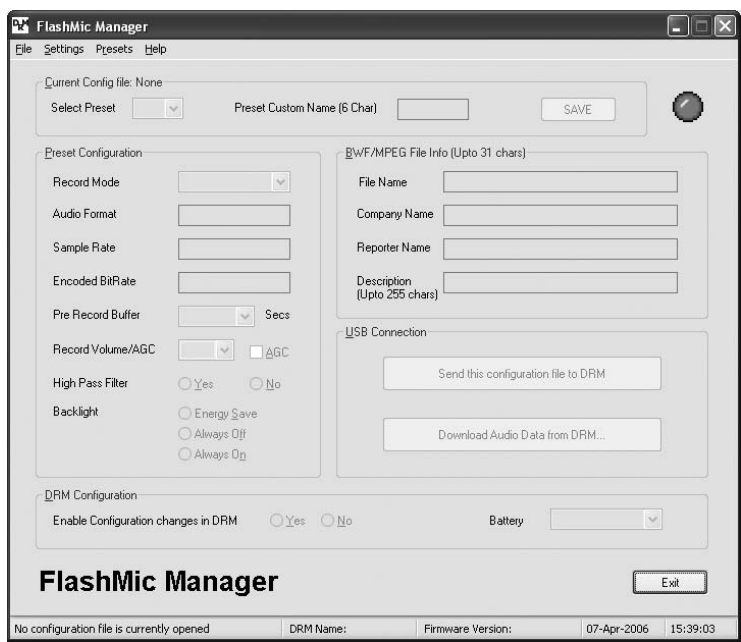 FlashMic Manager
File Settings Presets Help
Current Config file: None
Select Preset Preset Custom Name (6 Char) SAVE
Preset Configuration
Record Mode
Audio Format
Sample Rate
Encoded BitRate
Pre Record Buffer Secs
Record Volume/AGC AGC
High Pass Filter Yes No
Backlight Energy Save
Always Off
Always On
BWF/MPEG File Info (Upto 31 chars)
File Name
Company Name
Reporter Name
Description
(Upto 255 chars)
USB Connection
Send this configuration file to DRM
Download Audio Data from DRM...
DRM Configuration
Enable Configuration changes in DRM Yes No Battery
FlashMic Manager Exit
No configuration file is currently opened DRM Name: Firmware Version: 07-Apr-2006 15:39:03